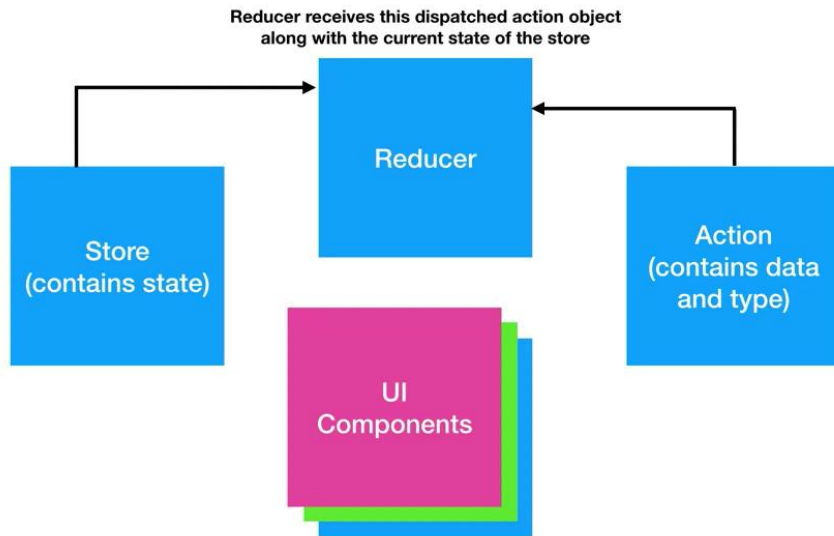 Reducer receives this dispatched action object
along with the current state of the store
Reducer
Store
(contains state)
Action
(contains data
and type)
UI
Components